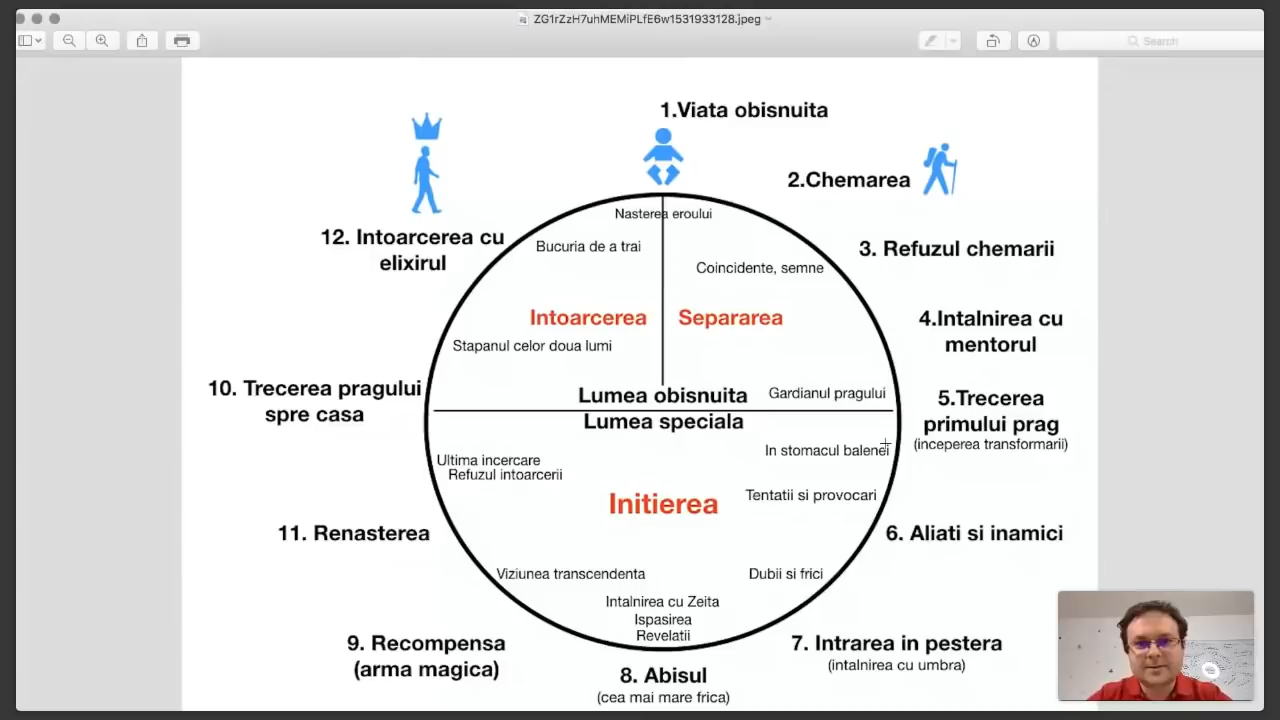 ZG1rZzH7uhMEMiPLfE6w1531933128.jpeg
Search
1.Viata obisnuita
2.Chemarea
3. Refuzul chemarii
4.Intalnirea cu
mentorul
5.Trecerea
primului prag
(inceperea transformarii)
6. Aliati si inamici
7. Intrarea in pestera
(intalnirea cu umbra)
8. Abisul
(cea mai mare frica)
9. Recompensa
(arma magica)
11. Renasterea
10. Trecerea pragului
spre casa
12. Intoarcerea cu
elixirul
Nasterea eroului
Bucuria de a trai
Coincidente, semne
Intoarcerea
Separarea
Stapanul celor doua lumi
Lumea obisnuita
Gardianul pragului
Lumea speciala
In stomacul balenei
Ultima incercare
Refuzul intoarcerii
Initierea
Tentatii si provocari
Viziunea transcendenta
Dubii si frici
Intalnirea cu Zeita
Ispasirea
Revelatii